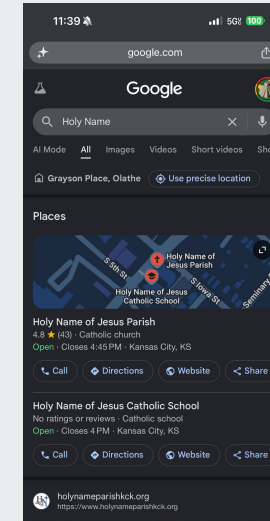 11:39
5G 100
google.com
Google
Holy Name
AI Mode All Images Videos Short videos Sho
Grayson Place, Olathe Use precise location
Places
S 5th St
Holy Name of
Jesus Parish
Holy Name of Jesus
Catholic School
S Iowa St
Seminary
Holy Name of Jesus Parish
4.8 ★ (43) · Catholic church
Open · Closes 4:45 PM · Kansas City, KS
Call Directions Website Share
Holy Name of Jesus Catholic School
No ratings or reviews · Catholic school
Open · Closes 4 PM · Kansas City, KS
Call Directions Website Share
holynameparishkck.org
https://www.holynameparishkck.org